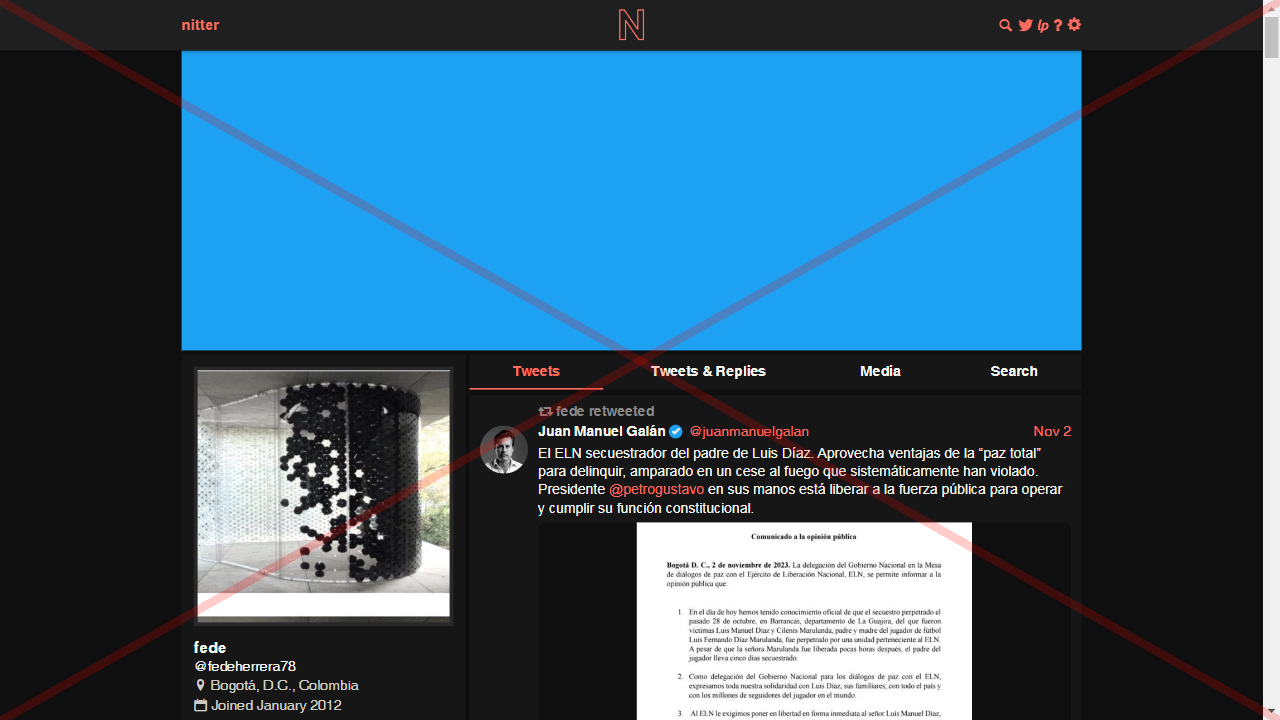 nitter
N
lp ?
Tweets
Tweets & Replies
Media
Search
fede retweeted
Juan Manuel Galán @juanmanuelgalan Nov 2
El ELN secuestrador del padre de Luis Díaz. Aprovecha ventajas de la “paz total”
para delinquir, amparado en un cese al fuego que sistemáticamente han violado.
Presidente @petrogustavo en sus manos está liberar a la fuerza pública para operar
y cumplir su función constitucional.
Comunicado a la opinión pública
Bogotá D. C., 2 de noviembre de 2023. La delegación del Gobierno Nacional en la Mesa
de diálogos de paz con el Ejército de Liberación Nacional, ELN, se permite informar a la
opinión pública que:
1. En el día de hoy hemos tenido conocimiento oficial de que el secuestro perpetrado el
pasado 28 de octubre, en Barrancas, departamento de La Guajira, del que fueron
víctimas Luis Manuel Díaz y Cilenis Marulanda, padre y madre del jugador de fútbol
Luis Fernando Díaz Marulanda, fue perpetrado por una unidad perteneciente al ELN.
A pesar de que la señora Marulanda fue liberada pocas horas después, el padre del
jugador lleva cinco días secuestrado.
2. Como delegación del Gobierno Nacional para los diálogos de paz con el ELN,
expresamos toda nuestra solidaridad con Luis Díaz, sus familiares, con todo el país y
con los millones de seguidores del jugador en el mundo.
3. Al ELN le exigimos poner en libertad en forma inmediata al señor Luis Manuel Díaz,
fede
@fedeherrera78
Bogotá, D.C., Colombia
Joined January 2012